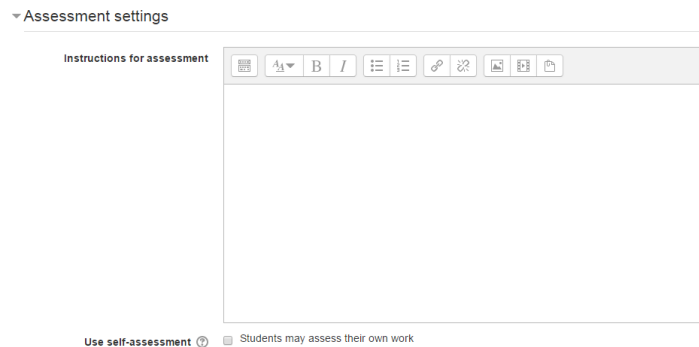 Assessment settings
Instructions for assessment
B I
Use self-assessment
Students may assess their own work